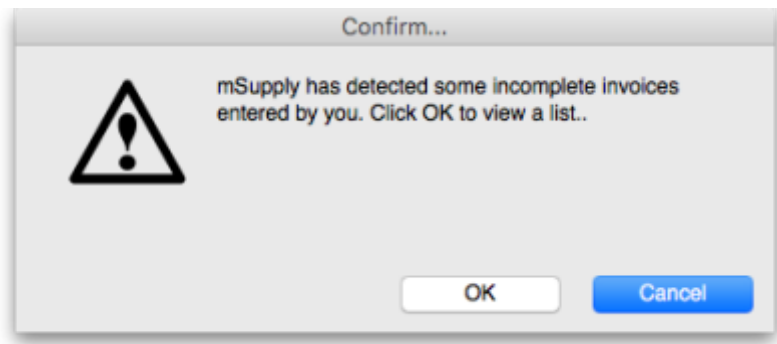 Confirm...
mSupply has detected some incomplete invoices
entered by you. Click OK to view a list..
OK
Cancel